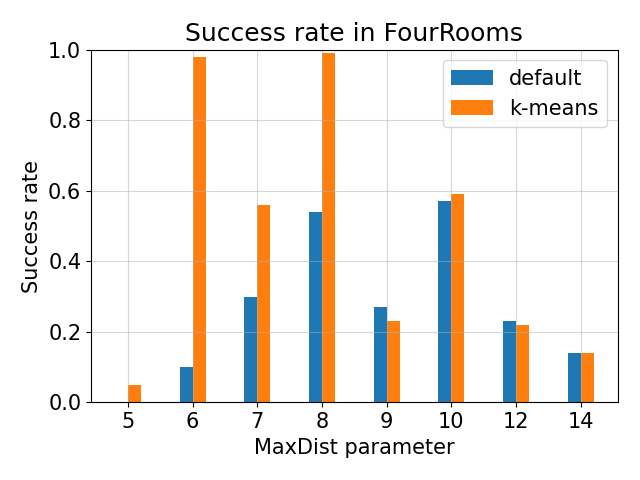 Success rate in FourRooms
default
k-means
Success rate
1.0
0.8
0.6
0.4
0.2
0.0
5 6 7 8 9 10 12 14
MaxDist parameter